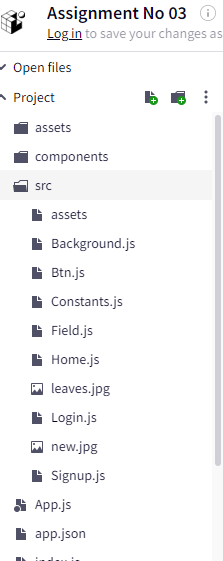 Assignment No 03
Log in to save your changes as
Open files
Project
assets
components
src
assets
Background.js
Btn.js
Constants.js
Field.js
Home.js
leaves.jpg
Login.js
new.jpg
Signup.js
App.js
app.json
index.js